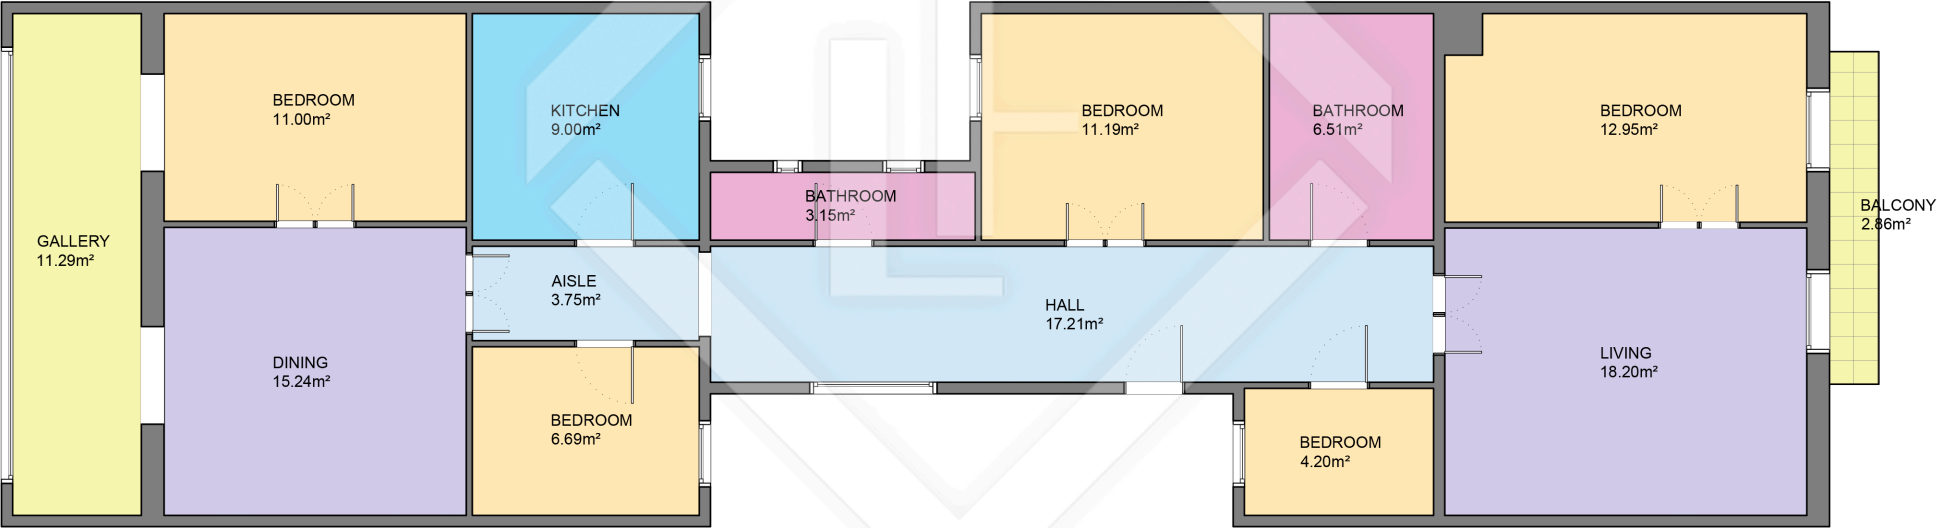 BEDROOM
11.00m²
KITCHEN
9.00m²
BEDROOM
11.19m²
BATHROOM
6.51m²
BEDROOM
12.95m²
BATHROOM
3.15m²
BALCONY
2.86m²
GALLERY
11.29m²
AISLE
3.75m²
HALL
17.21m²
DINING
15.24m²
LIVING
18.20m²
BEDROOM
6.69m²
BEDROOM
4.20m²